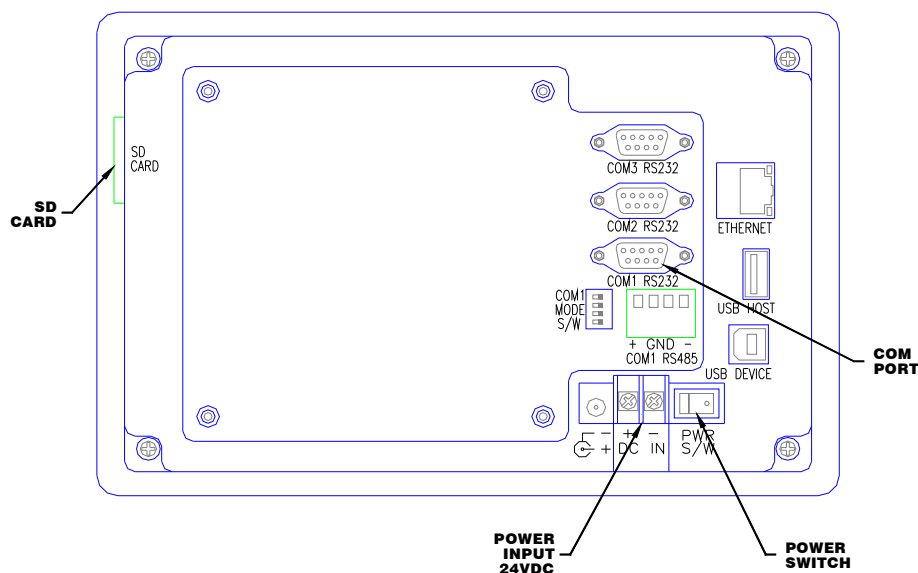 SD
CARD
SD
CARD
COM3 RS232
COM2 RS232
ETHERNET
COM1 RS232
COM1
MODE
S/W
USB HOST
+ GND -
COM1 RS485
USB DEVICE
COM
PORT
- + - PWR
+ DC IN S/W
POWER
INPUT
24VDC
POWER
SWITCH